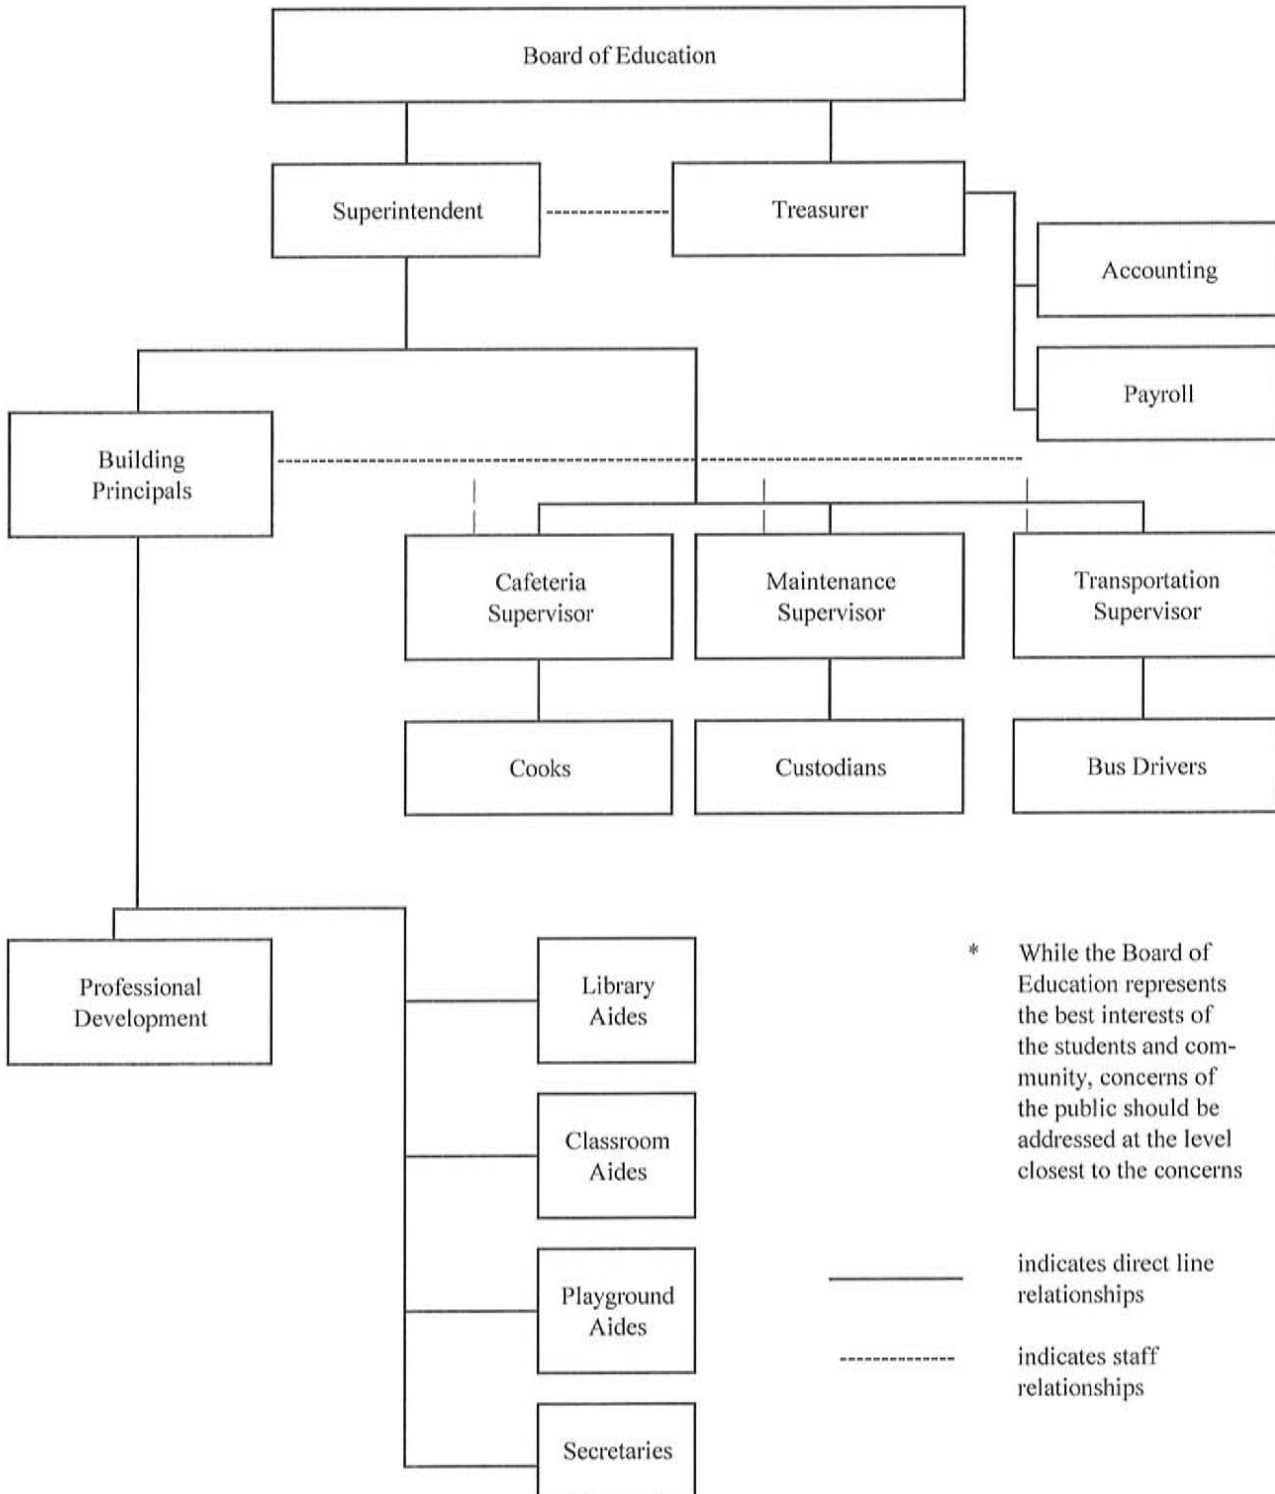 Board of Education
Superintendent
Treasurer
Accounting
Payroll
Building
Principals
Cafeteria
Supervisor
Maintenance
Supervisor
Transportation
Supervisor
Cooks
Custodians
Bus Drivers
Professional
Development
Library
Aides
Classroom
Aides
Playground
Aides
Secretaries
* While the Board of
Education represents
the best interests of
the students and com-
munity, concerns of
the public should be
addressed at the level
closest to the concerns
indicates direct line
relationships
indicates staff
relationships